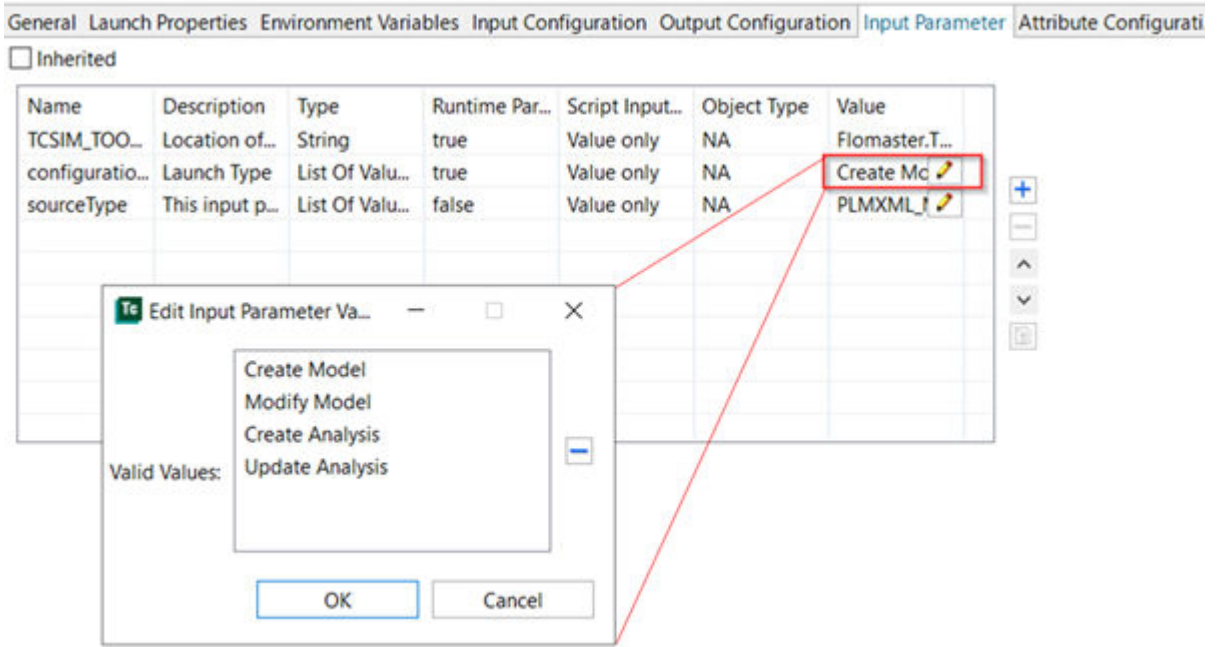 General Launch Properties Environment Variables Input Configuration Output Configuration Input Parameter Attribute Configurati
Inherited
Name Description Type Runtime Par... Script Input... Object Type Value
TCSIM_TOO... Location of... String true Value only NA Flomaster.T...
configuratio... Launch Type List Of Valu... true Value only NA Create Mc
sourceType This input p... List Of Valu... false Value only NA PLMXML_
Tc Edit Input Parameter Va...
Create Model
Modify Model
Create Analysis
Update Analysis
Valid Values:
OK Cancel